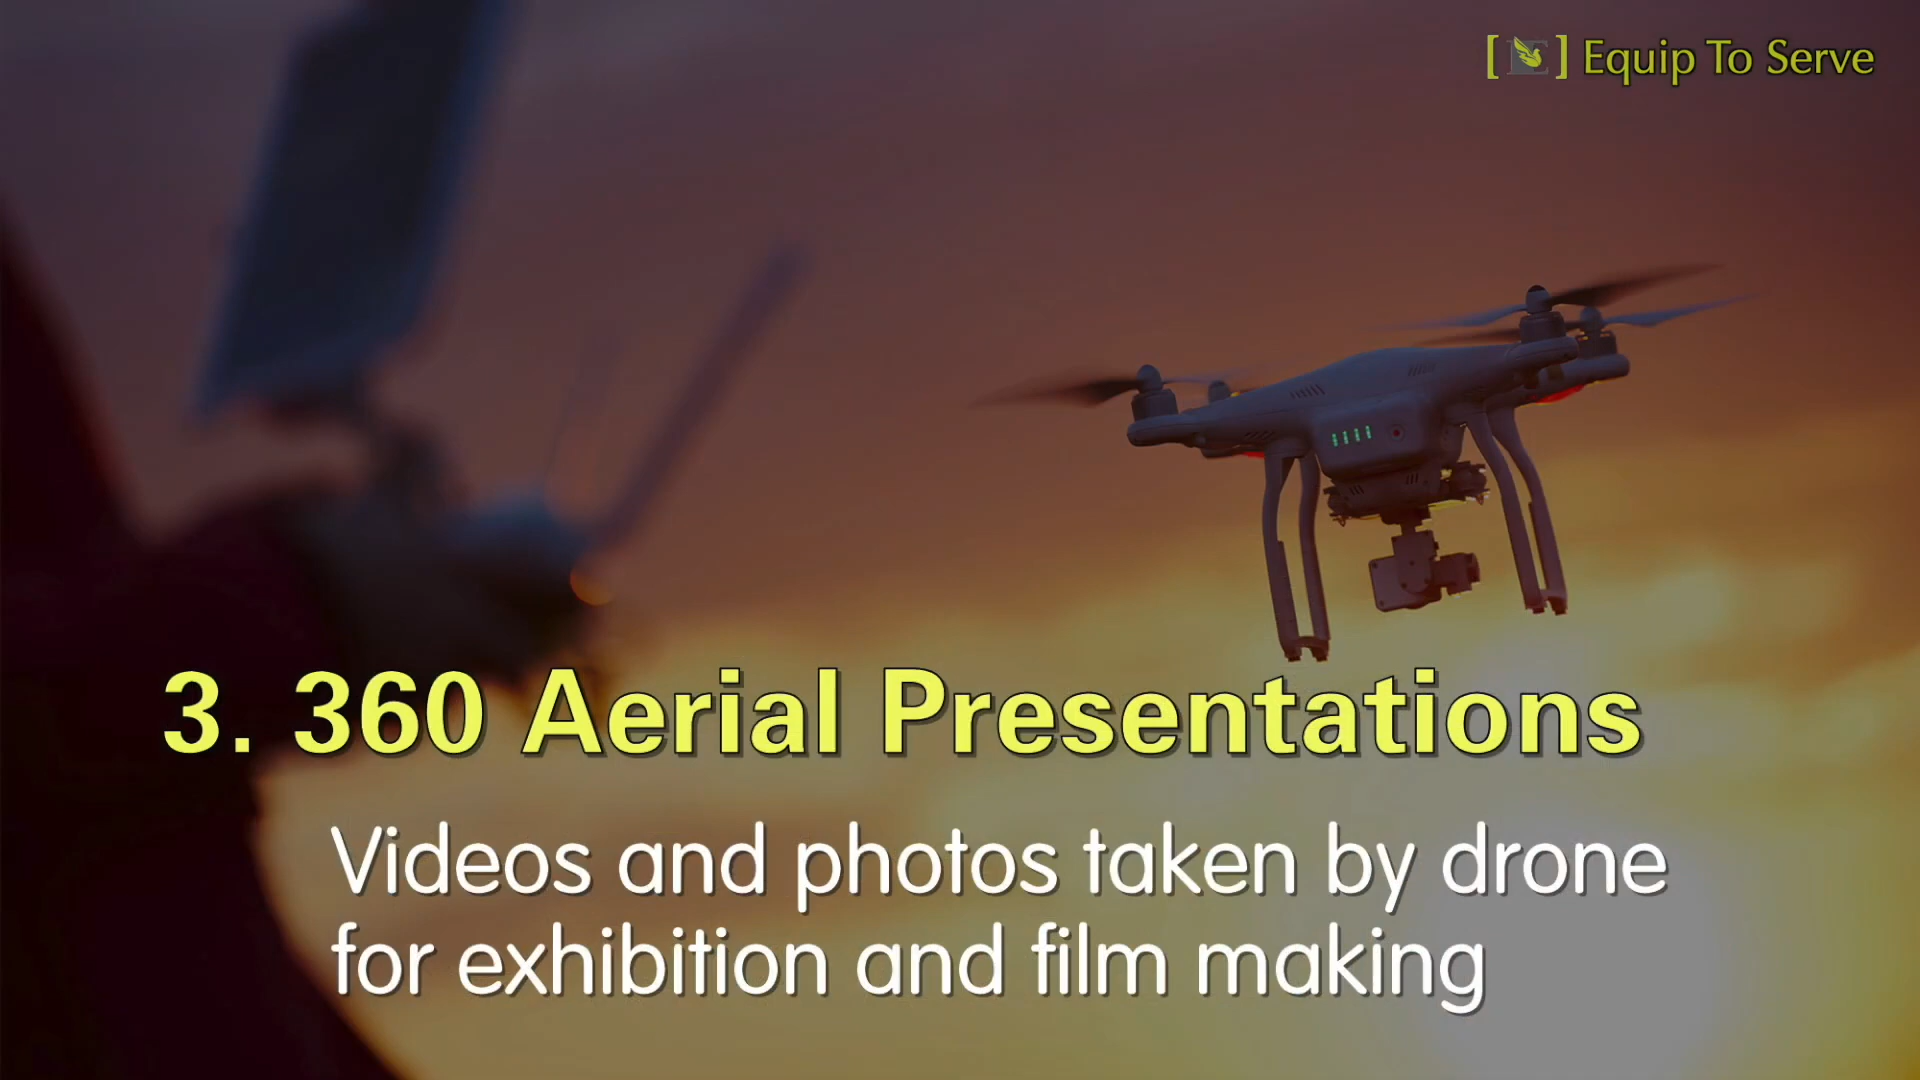 [E] Equip To Serve
3. 360 Aerial Presentations
Videos and photos taken by drone
for exhibition and film making